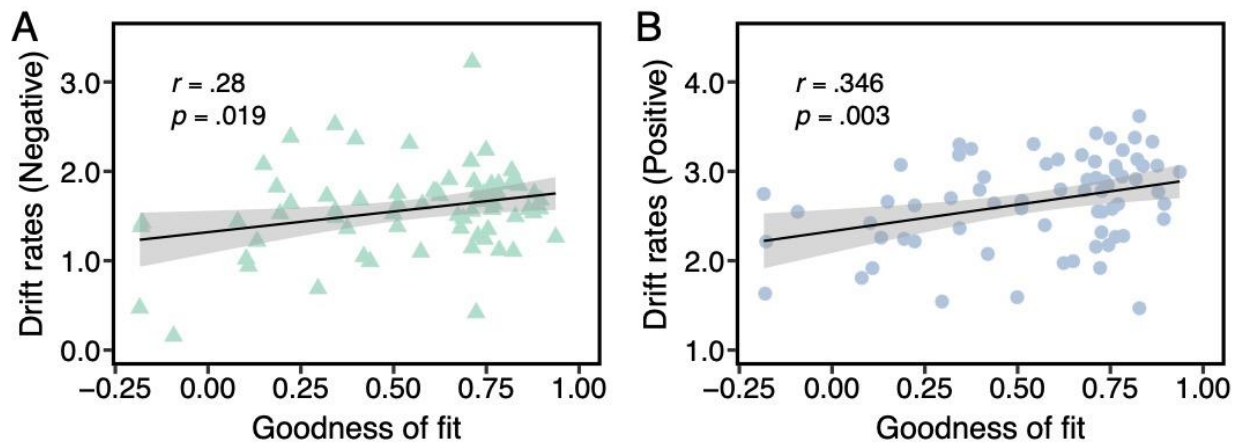 A
Drift rates (Negative)
r = .28
p = .019
3.0
2.0
1.0
0.0
−0.25 0.00 0.25 0.50 0.75 1.00
Goodness of fit
B
Drift rates (Positive)
r = .346
p = .003
4.0
3.0
2.0
1.0
−0.25 0.00 0.25 0.50 0.75 1.00
Goodness of fit